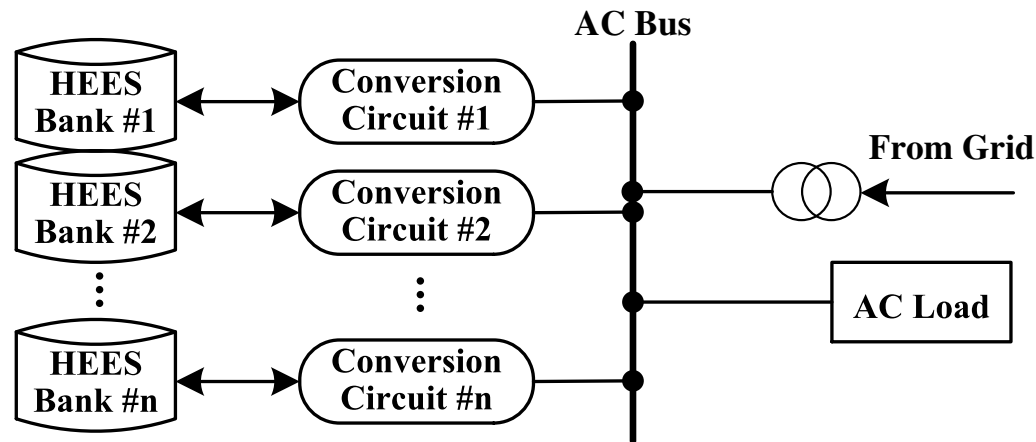 AC Bus
HEES
Bank #1
Conversion
Circuit #1
From Grid
HEES
Bank #2
Conversion
Circuit #2
AC Load
HEES
Bank #n
Conversion
Circuit #n